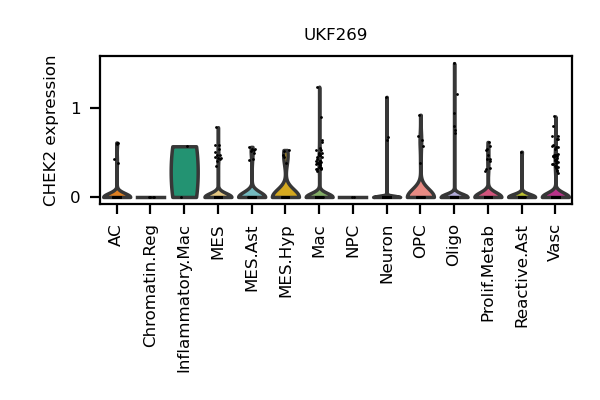 UKF269
CHEK2 expression
1
0
AC
Chromatin.Reg
Inflammatory.Mac
MES
MES.Ast
MES.Hyp
Mac
NPC
Neuron
OPC
Oligo
Prolif.Metab
Reactive.Ast
Vasc